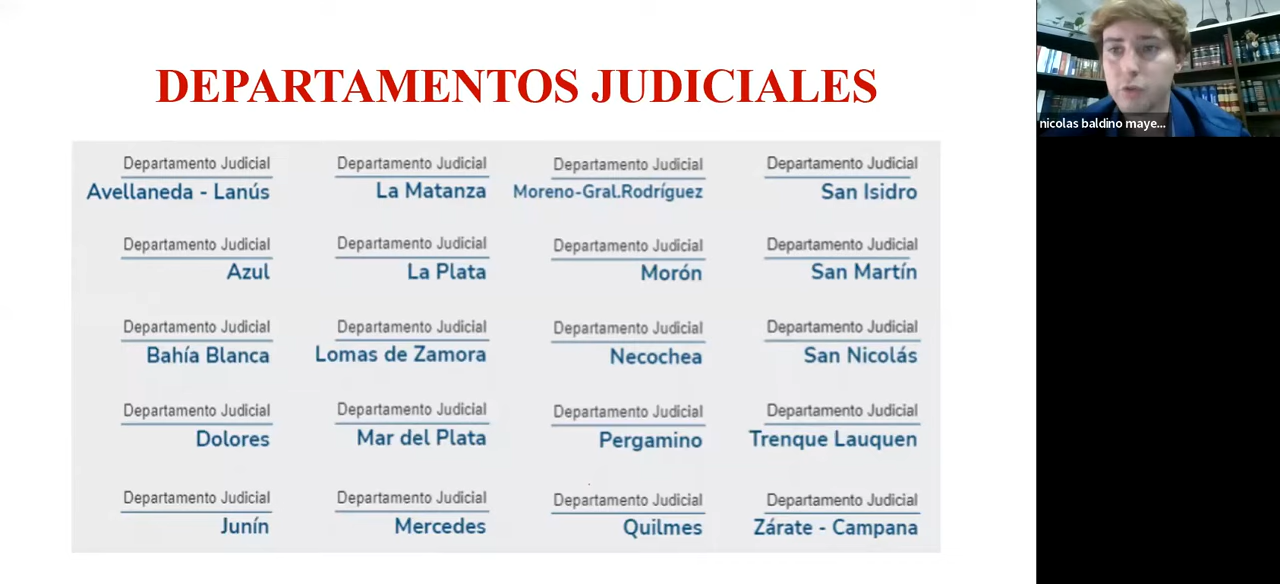 DEPARTAMENTOS JUDICIALES
nicolas baldino maye...
Departamento Judicial
Avellaneda - Lanús
Departamento Judicial
La Matanza
Departamento Judicial
Moreno-Gral.Rodríguez
Departamento Judicial
San Isidro
Departamento Judicial
Azul
Departamento Judicial
La Plata
Departamento Judicial
Morón
Departamento Judicial
San Martín
Departamento Judicial
Bahía Blanca
Departamento Judicial
Lomas de Zamora
Departamento Judicial
Necochea
Departamento Judicial
San Nicolás
Departamento Judicial
Dolores
Departamento Judicial
Mar del Plata
Departamento Judicial
Pergamino
Departamento Judicial
Trenque Lauquen
Departamento Judicial
Junín
Departamento Judicial
Mercedes
Departamento Judicial
Quilmes
Departamento Judicial
Zárate - Campana